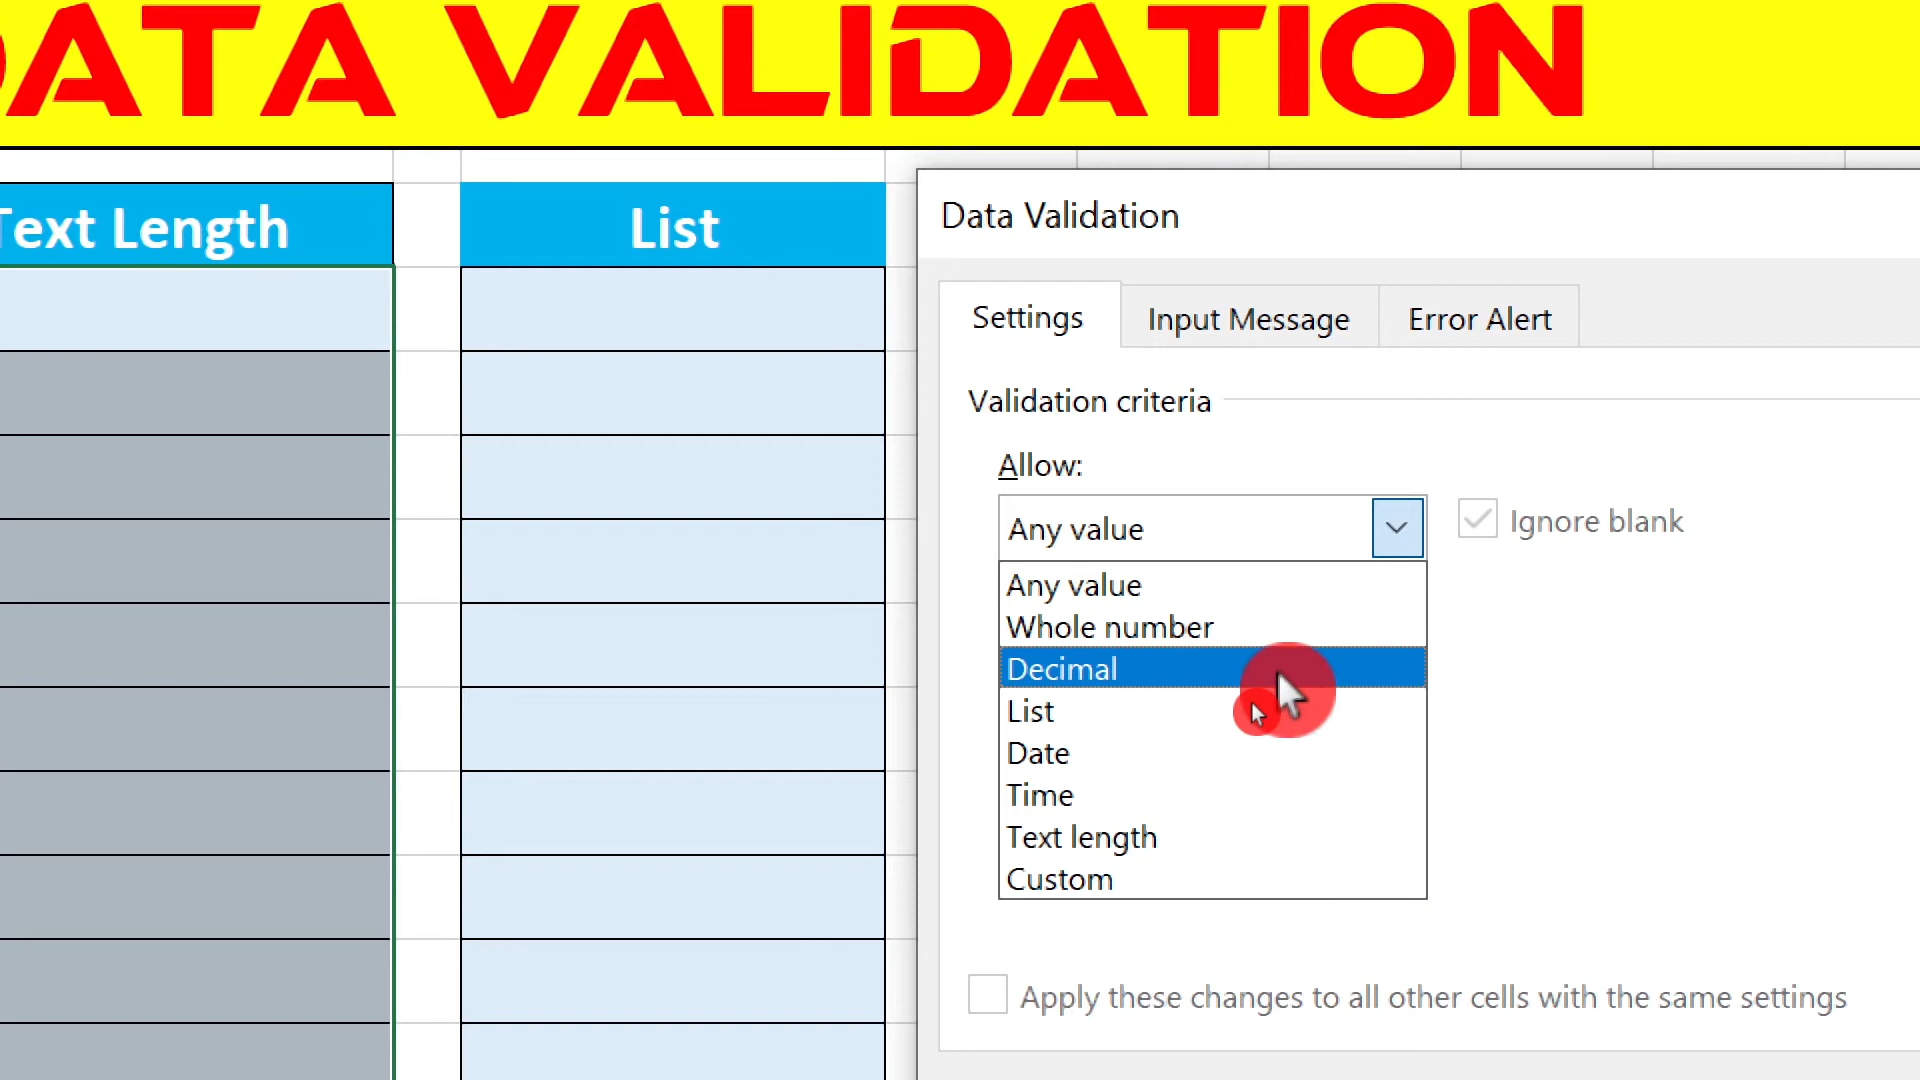 DATA VALIDATION
Text Length
List
Data Validation
Settings
Input Message
Error Alert
Validation criteria
Allow:
Any value
Ignore blank
Any value
Whole number
Decimal
List
Date
Time
Text length
Custom
Apply these changes to all other cells with the same settings